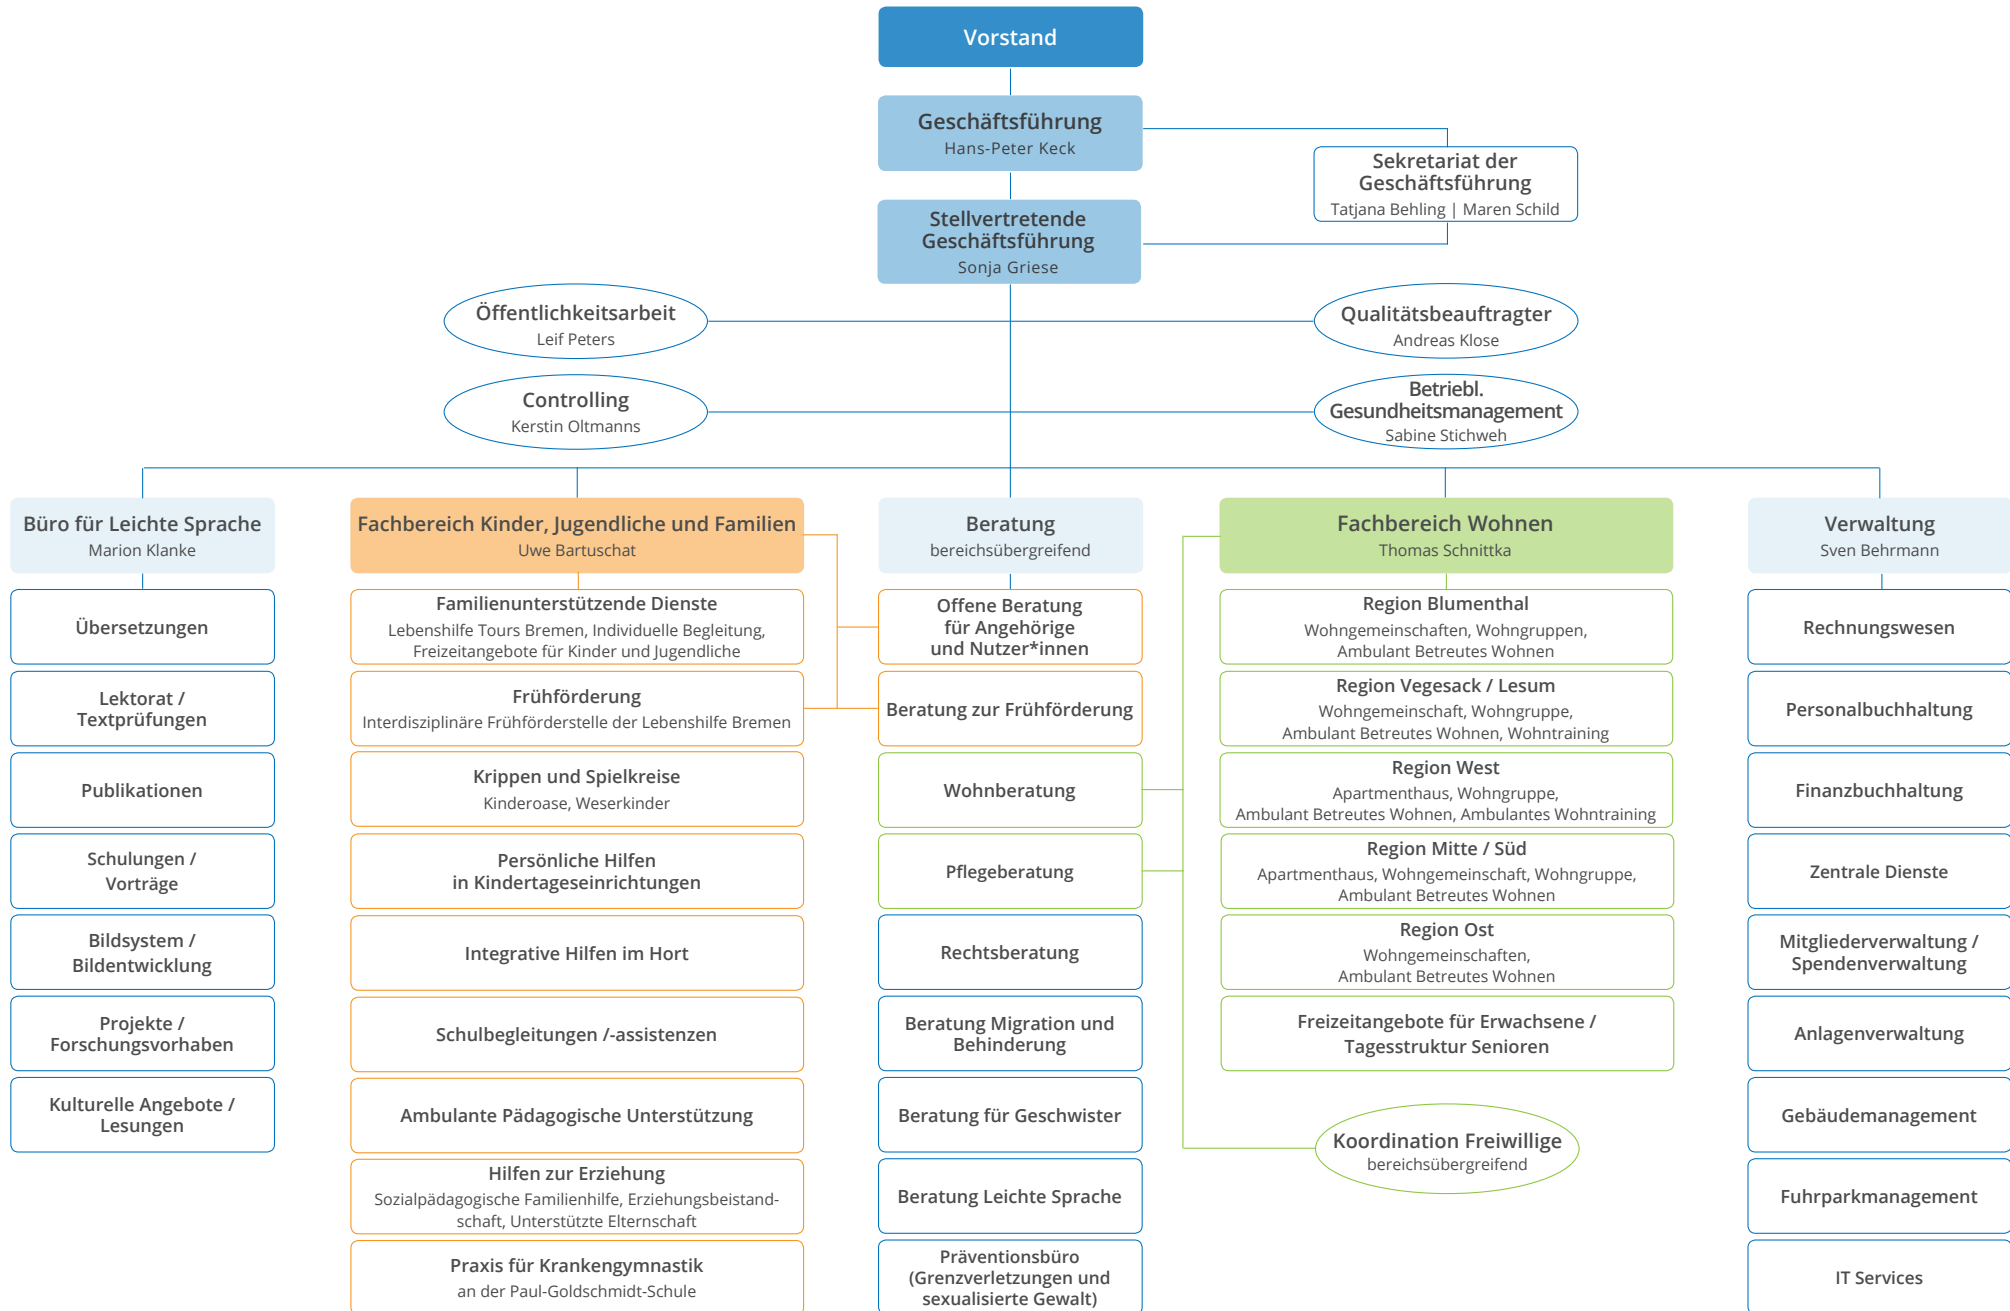 Vorstand
Geschäftsführung
Hans-Peter Keck
Sekretariat der
Geschäftsführung
Tatjana Behling | Maren Schild
Stellvertretende
Geschäftsführung
Sonja Griese
Öffentlichkeitsarbeit
Leif Peters
Qualitätsbeauftragter
Andreas Klose
Controlling
Kerstin Oltmanns
Betriebl.
Gesundheitsmanagement
Sabine Stichweh
Büro für Leichte Sprache
Marion Klanke
Übersetzungen
Lektorat /
Textprüfungen
Publikationen
Schulungen /
Vorträge
Bildsystem /
Bildentwicklung
Projekte /
Forschungsvorhaben
Kulturelle Angebote /
Lesungen
Fachbereich Kinder, Jugendliche und Familien
Uwe Bartuschat
Familienunterstützende Dienste
Lebenshilfe Tours Bremen, Individuelle Begleitung,
Freizeitangebote für Kinder und Jugendliche
Frühförderung
Interdisziplinäre Frühförderstelle der Lebenshilfe Bremen
Krippen und Spielkreise
Kinderoase, Weserkinder
Persönliche Hilfen
in Kindertageseinrichtungen
Integrative Hilfen im Hort
Schulbegleitungen /-assistenzen
Ambulante Pädagogische Unterstützung
Hilfen zur Erziehung
Sozialpädagogische Familienhilfe, Erziehungsbeistand-
schaft, Unterstützte Elternschaft
Praxis für Krankengymnastik
an der Paul-Goldschmidt-Schule
Beratung
bereichsübergreifend
Offene Beratung
für Angehörige
und Nutzer*innen
Beratung zur Frühförderung
Wohnberatung
Pflegeberatung
Rechtsberatung
Beratung Migration und
Behinderung
Beratung für Geschwister
Beratung Leichte Sprache
Präventionsbüro
(Grenzverletzungen und
sexualisierte Gewalt)
Fachbereich Wohnen
Thomas Schnittka
Region Blumenthal
Wohngemeinschaften, Wohngruppen,
Ambulant Betreutes Wohnen
Region Vegesack / Lesum
Wohngemeinschaft, Wohngruppe,
Ambulant Betreutes Wohnen, Wohntraining
Region West
Apartmenthaus, Wohngruppe,
Ambulant Betreutes Wohnen, Ambulantes Wohntraining
Region Mitte / Süd
Apartmenthaus, Wohngemeinschaft, Wohngruppe,
Ambulant Betreutes Wohnen
Region Ost
Wohngemeinschaften,
Ambulant Betreutes Wohnen
Freizeitangebote für Erwachsene /
Tagesstruktur Senioren
Koordination Freiwillige
bereichsübergreifend
Verwaltung
Sven Behrmann
Rechnungswesen
Personalbuchhaltung
Finanzbuchhaltung
Zentrale Dienste
Mitgliederverwaltung /
Spendenverwaltung
Anlagenverwaltung
Gebäudemanagement
Fuhrparkmanagement
IT Services